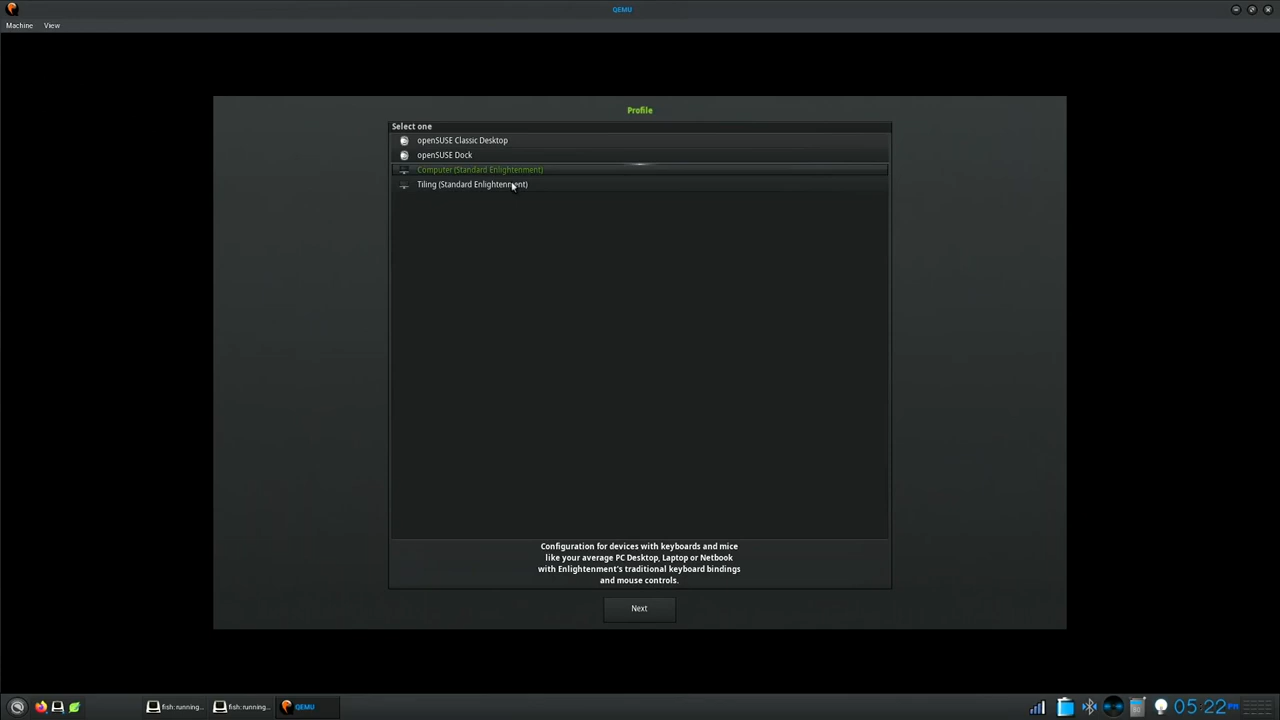 QEMU
Machine View
Profile
Select one
openSUSE Classic Desktop
openSUSE Dock
Computer (Standard Enlightenment)
Tiling (Standard Enlightenment)
Configuration for devices with keyboards and mice
like your average PC Desktop, Laptop or Netbook
with Enlightenment's traditional keyboard bindings
and mouse controls.
Next
fish: running...
fish: running...
QEMU
05:22 PM